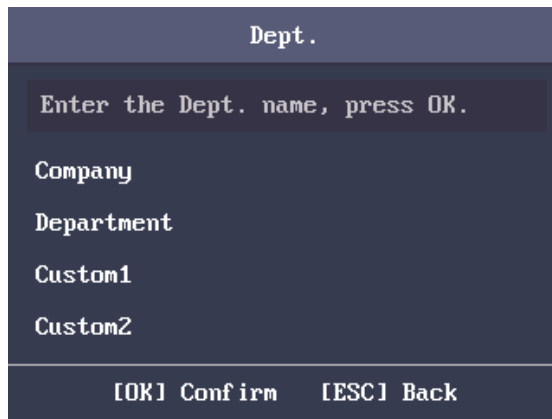 Dept.
Enter the Dept. name, press OK.
Company
Department
Custom1
Custom2
[OK] Confirm [ESC] Back